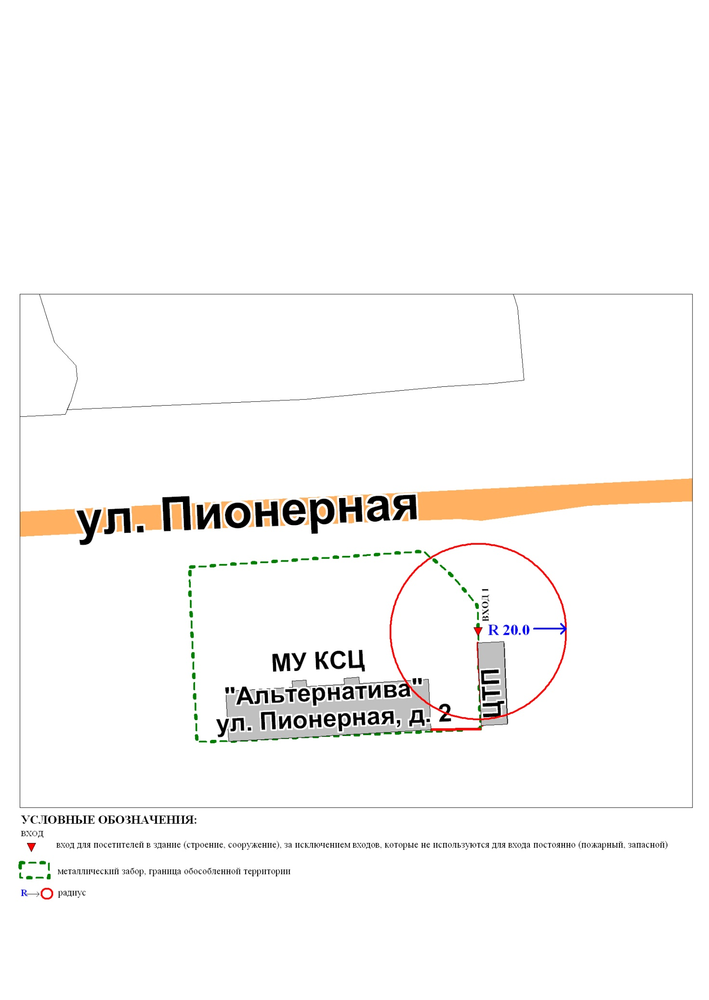 ул. Пионерная
ВХОД 1
R 20.0
МУ КСЦ
"Альтернатива"
ул. Пионерная, д. 2
ЦТП
УСЛОВНЫЕ ОБОЗНАЧЕНИЯ:
ВХОД
вход для посетителей в здание (строение, сооружение), за исключением входов, которые не используются для входа постоянно (пожарный, запасной)
металлический забор, граница обособленной территории
R
радиус